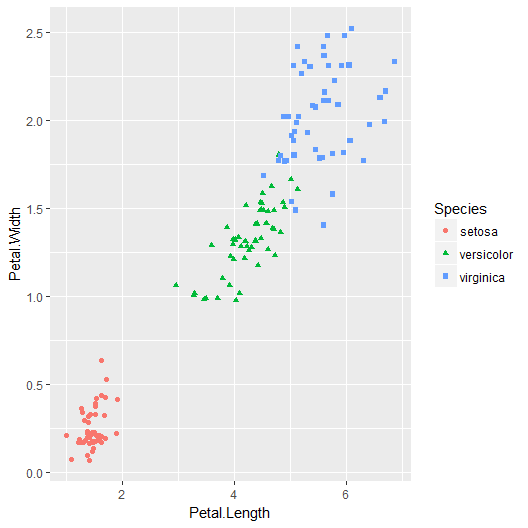 2.5
2.0
1.5
1.0
0.5
0.0
Petal.Width
2 4 6
Petal.Length
Species
setosa
versicolor
virginica